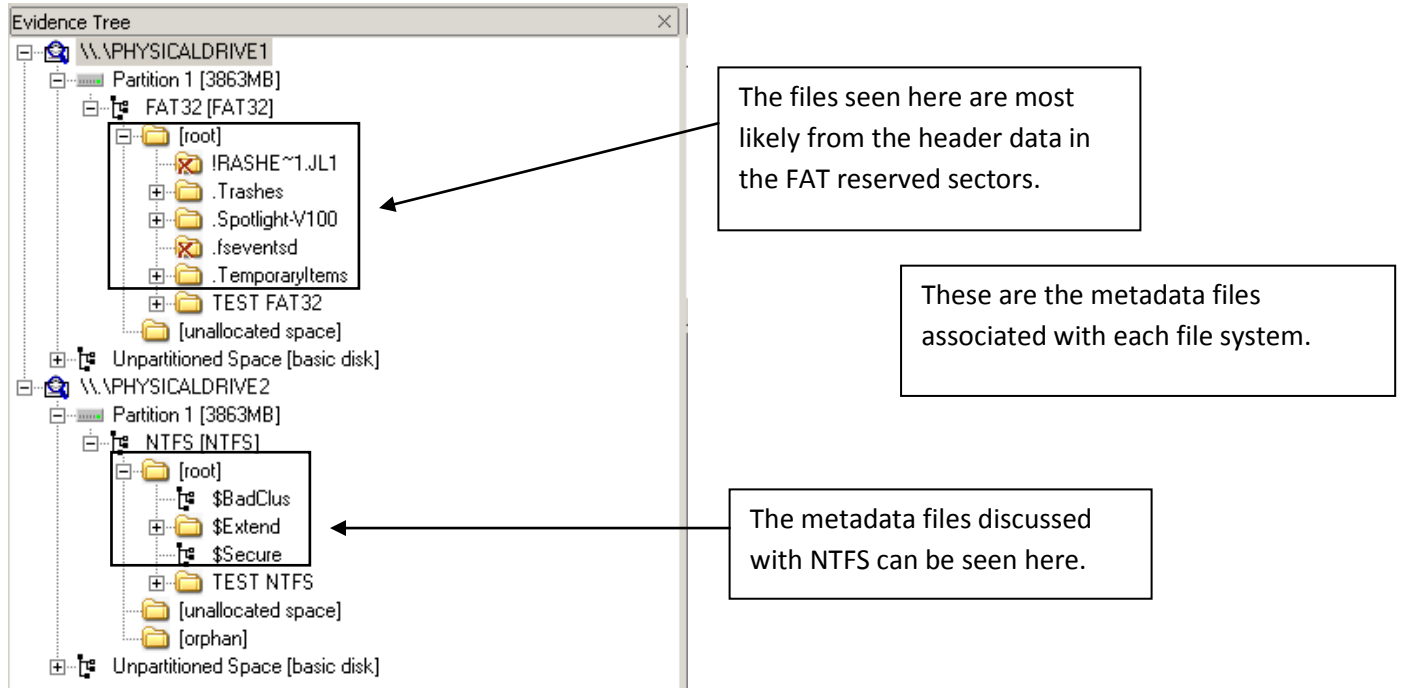 Evidence Tree
\\.\PHYSICALDRIVE1
Partition 1 [3863MB]
FAT32 [FAT32]
[root]
!RASHE~1.JL1
.Trashes
.Spotlight-V100
.fseventsd
.TemporaryItems
TEST FAT32
[unallocated space]
Unpartitioned Space [basic disk]
\\.\PHYSICALDRIVE2
Partition 1 [3863MB]
NTFS [NTFS]
[root]
$BadClus
$Extend
$Secure
TEST NTFS
[unallocated space]
[orphan]
Unpartitioned Space [basic disk]
The files seen here are most
likely from the header data in
the FAT reserved sectors.
These are the metadata files
associated with each file system.
The metadata files discussed
with NTFS can be seen here.